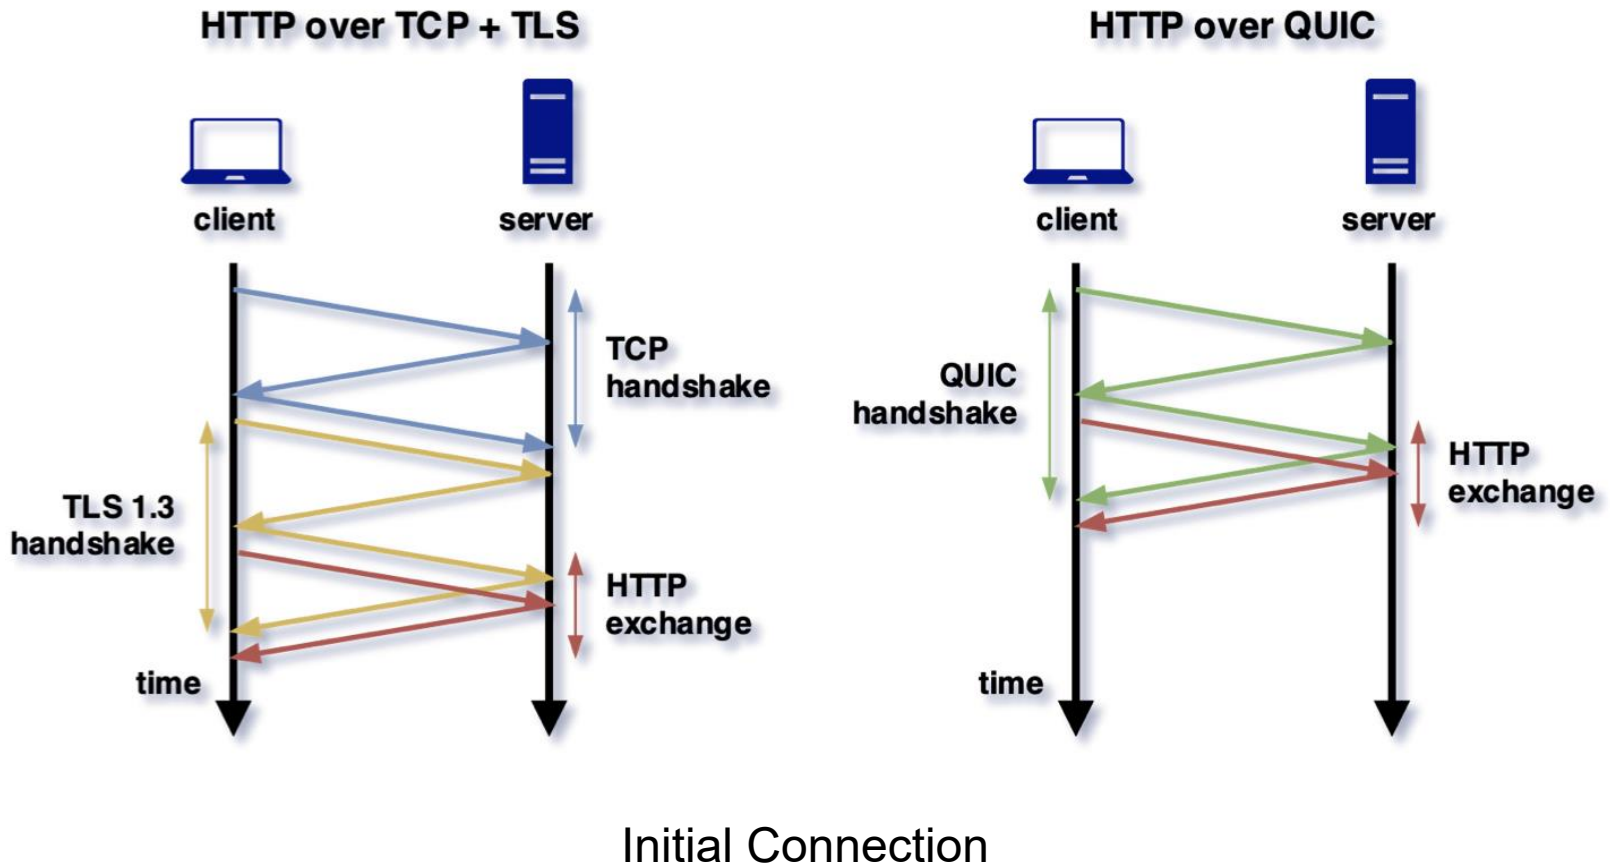 HTTP over TCP + TLS
client
server
TCP
handshake
TLS 1.3
handshake
HTTP
exchange
time
HTTP over QUIC
client
server
QUIC
handshake
HTTP
exchange
time
Initial Connection